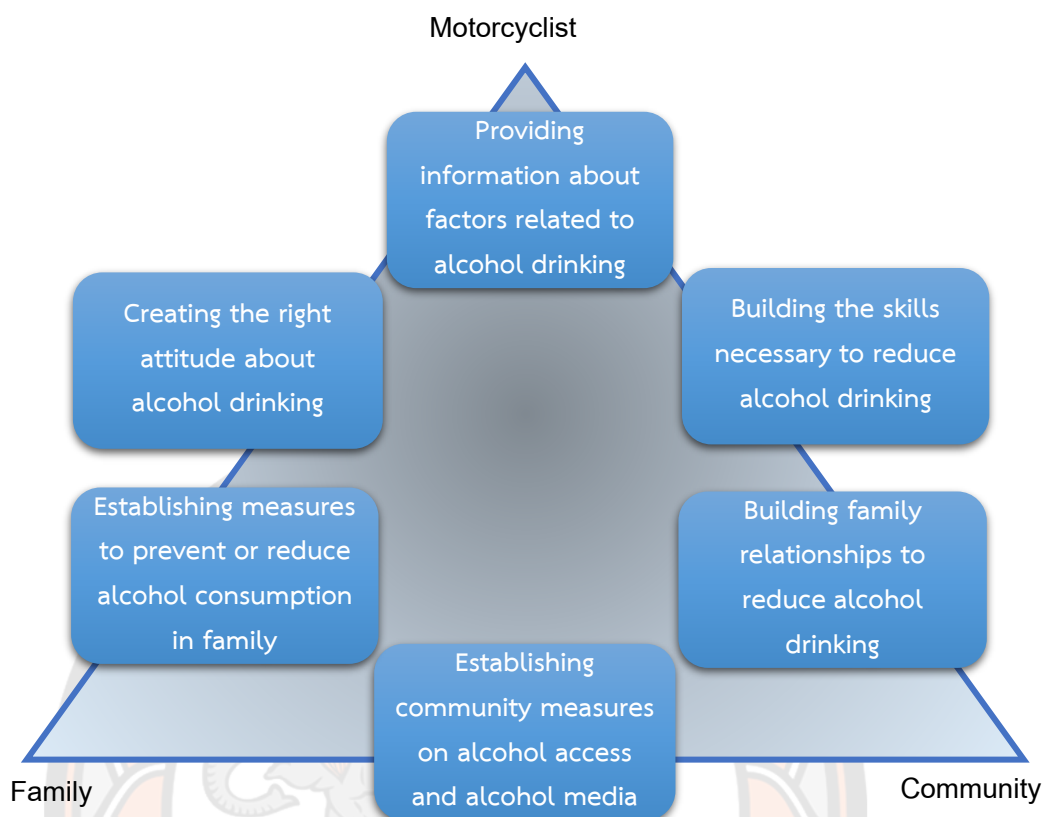 Motorcyclist
Providing
information about
factors related to
alcohol drinking
Creating the right
attitude about
alcohol drinking
Building the skills
necessary to reduce
alcohol drinking
Establishing measures
to prevent or reduce
alcohol consumption
in family
Building family
relationships to
reduce alcohol
drinking
Establishing
community measures
on alcohol access
and alcohol media
Family
Community